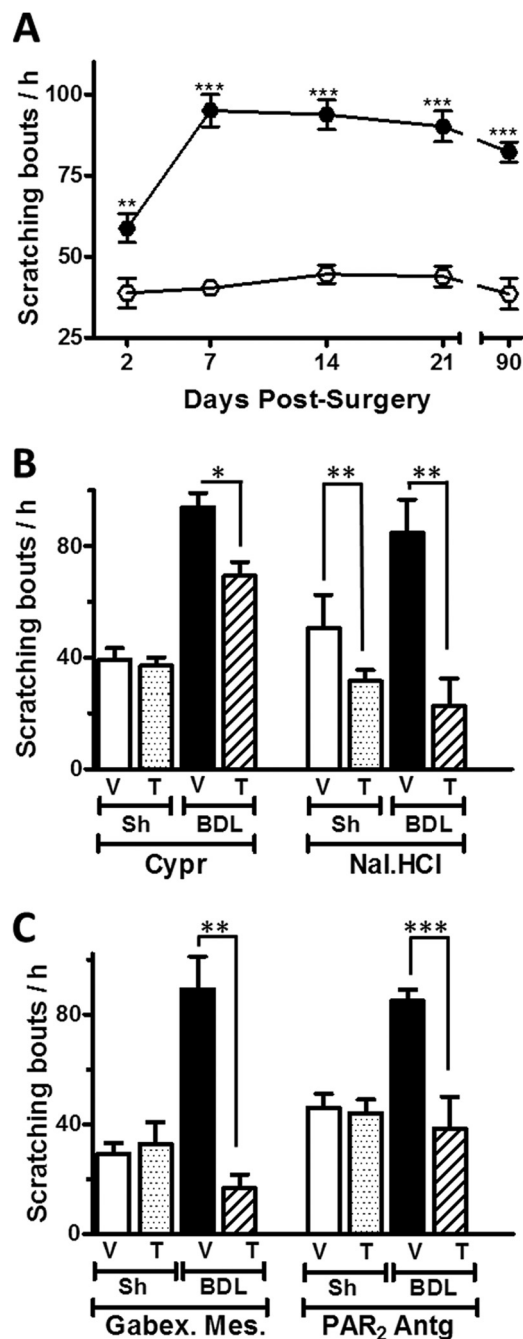 A
Scratching bouts / h
100
75
50
25
** *** *** *** ***
2 7 14 21 90
Days Post-Surgery
B
Scratching bouts / h
80
40
0
* ** **
V T V T V T V T
Sh BDL Sh BDL
Cypr Nal.HCl
C
Scratching bouts / h
80
40
0
** ***
V T V T V T V T
Sh BDL Sh BDL
Gabex. Mes. PAR₂ Antg